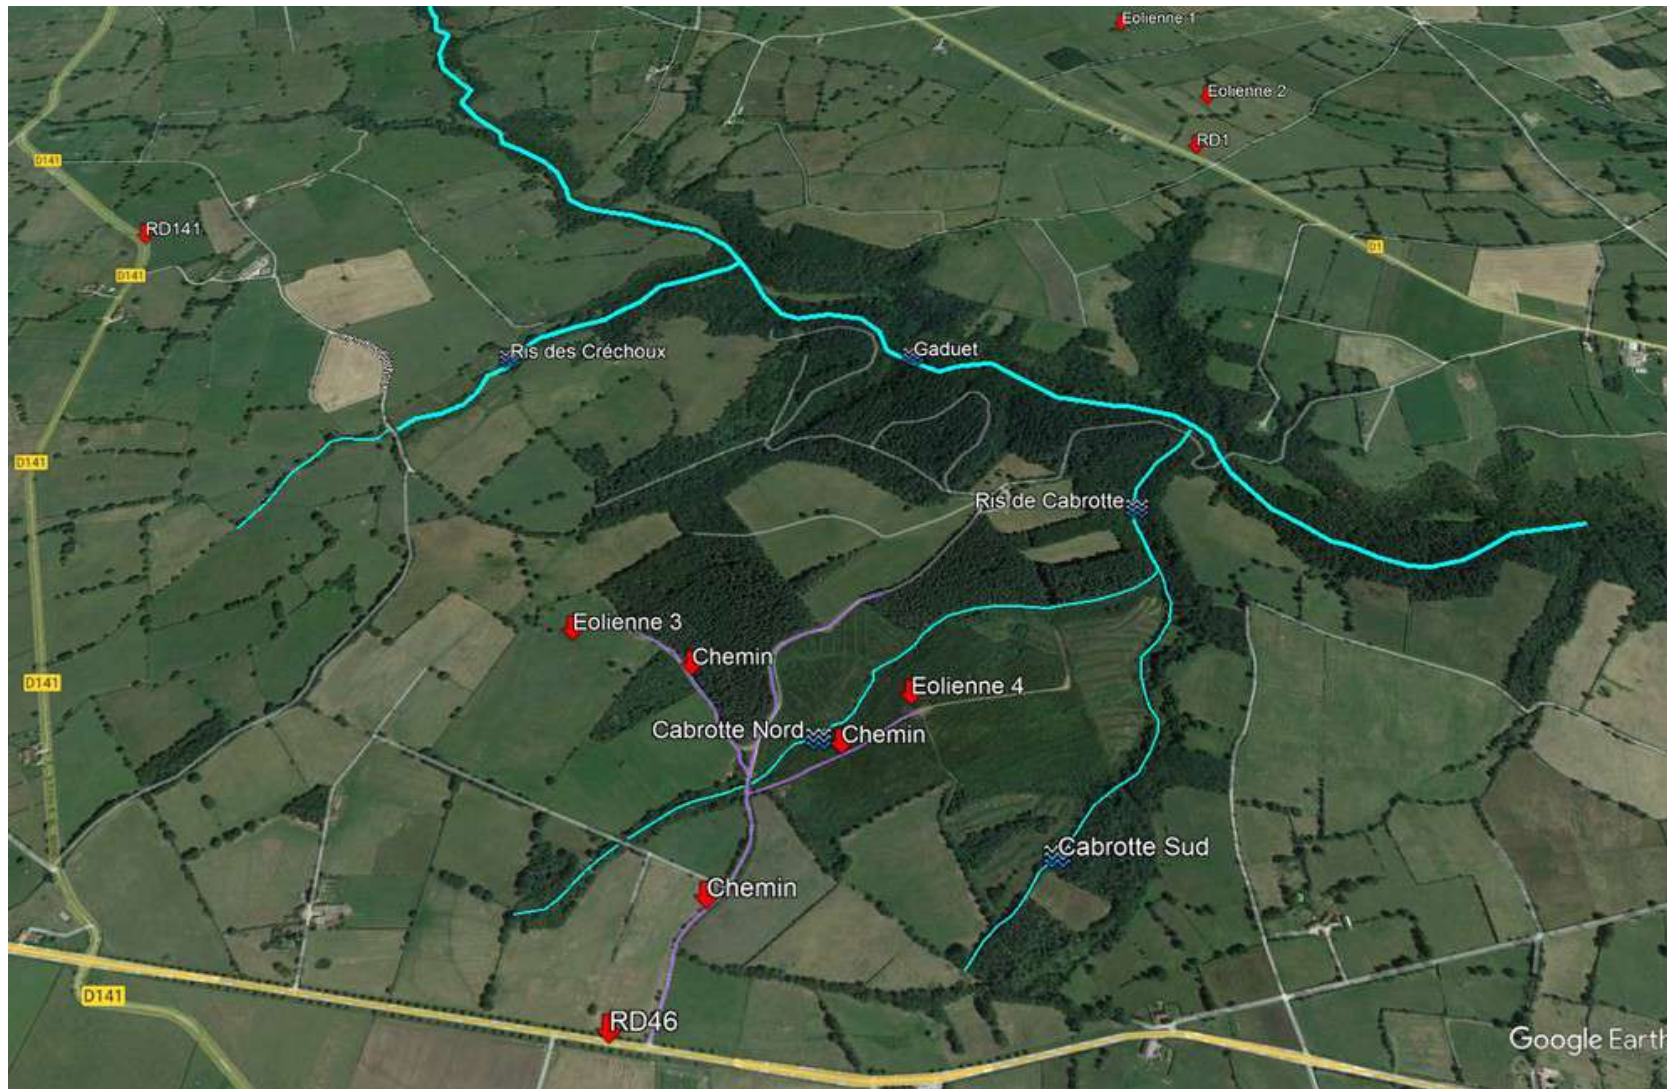 Eolienne 1
Eolienne 2
RD1
D141
RD141
D1
D141
Ris des Créchoux
Gaduet
D141
Ris de Cabrotte
Eolienne 3
Chemin
D141
Eolienne 4
Cabrotte Nord
Chemin
Cabrotte Sud
Chemin
D141
RD46
Google Earth